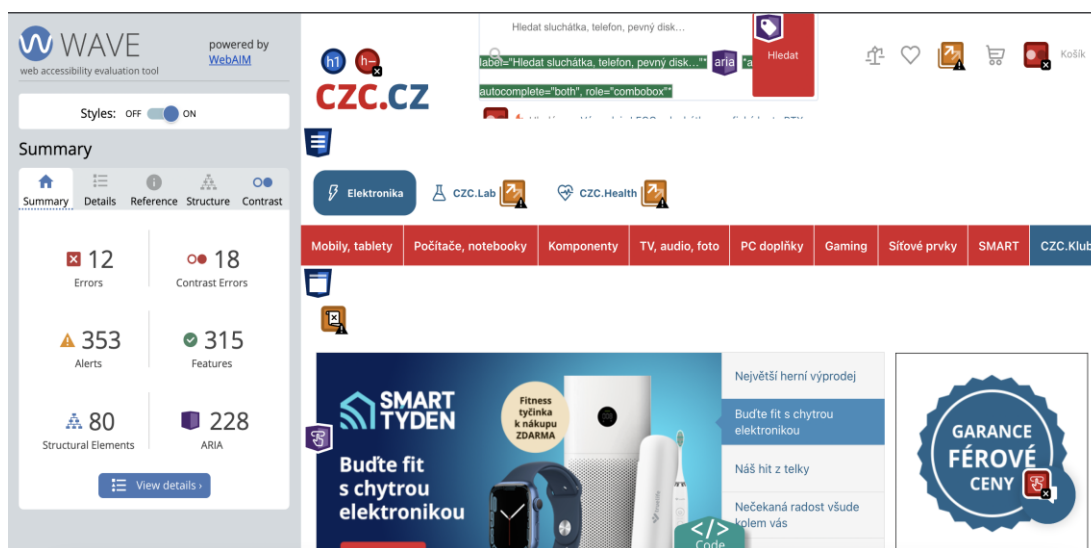 WAVE
powered by
WebAIM
web accessibility evaluation tool
Styles: OFF ON
Summary
Summary Details Reference Structure Contrast
12
Errors
18
Contrast Errors
353
Alerts
315
Features
80
Structural Elements
228
ARIA
View details ›
h1 h-
CZC.CZ
Hledat sluchátka, telefon, pevný disk...
label="Hledat sluchátka, telefon, pevný disk..."* aria *a
autocomplete="both", role="combobox"*
Hledat
Košík
Elektronika
CZC.Lab
CZC.Health
Mobily, tablety Počítače, notebooky Komponenty TV, audio, foto PC doplňky Gaming Síťové prvky SMART CZC.Klub
SMART
TYDEN
Fitness
tyčinka
k nákupu
ZDARMA
Buďte fit
s chytrou
elektronikou
Největší herní výprodej
Buďte fit s chytrou
elektronikou
Náš hit z telky
Nečekaná radost všude
kolem vás
</>
Code
GARANCE
FÉROVÉ
CENY